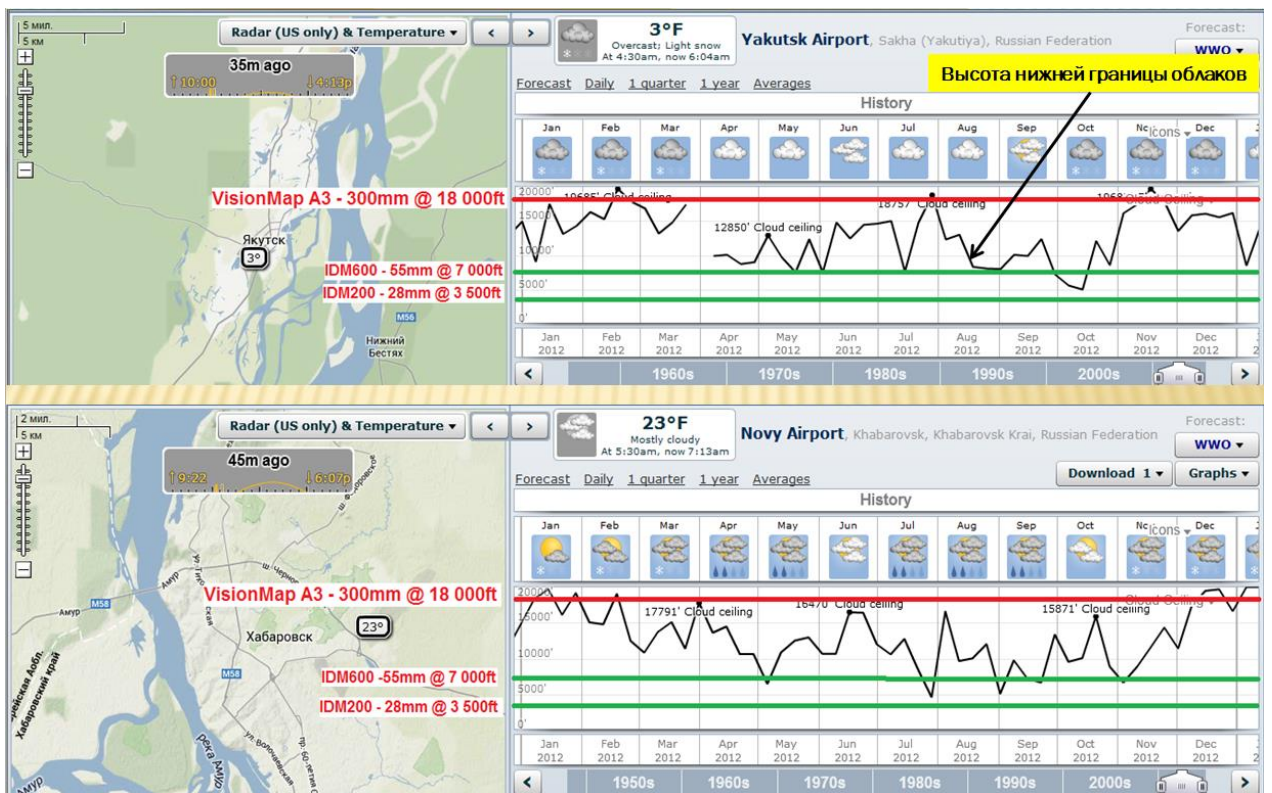 5 мил.
5 км
Radar (US only) & Temperature
35m ago
↑10:00 ↓4:13p
VisionMap A3 - 300mm @ 18 000ft
Якутск
3°
IDM600 - 55mm @ 7 000ft
IDM200 - 28mm @ 3 500ft
M56
Нижний
Бестях
3°F
Overcast; Light snow
At 4:30am, now 6:04am
Yakutsk Airport, Sakha (Yakutiya), Russian Federation
Forecast:
WWO
Высота нижней границы облаков
Forecast Daily 1 quarter 1 year Averages
History
Jan Feb Mar Apr May Jun Jul Aug Sep Oct Dec
Icons
20000'
15000'
10000'
5000'
0'
19685' Cloud ceiling
12850' Cloud ceiling
18757' Cloud ceiling
Cloud Ceiling
Jan Feb Mar Apr May Jun Jul Aug Sep Oct Nov Dec
2012 2012 2012 2012 2012 2012 2012 2012 2012 2012 2012 2012
1960s 1970s 1980s 1990s 2000s
2 мил.
5 км
Radar (US only) & Temperature
45m ago
↑9:22 ↓6:07p
VisionMap A3 - 300mm @ 18 000ft
Амур
Амур
M58
Хабаровск
23°
M58
IDM600 -55mm @ 7 000ft
IDM200 - 28mm @ 3 500ft
Хабаровский край
река Амур
ул. Волочаевская
пр. 60-летия
Амур
23°F
Mostly cloudy
At 5:30am, now 7:13am
Novy Airport, Khabarovsk, Khabarovsk Krai, Russian Federation
Forecast:
WWO
Download 1 Graphs
Forecast Daily 1 quarter 1 year Averages
History
Jan Feb Mar Apr May Jun Jul Aug Sep Oct Dec
Icons
20000'
15000'
10000'
5000'
0'
17791' Cloud ceiling
16470' Cloud ceiling
15871' Cloud ceiling
Cloud Ceiling
Jan Feb Mar Apr May Jun Jul Aug Sep Oct Nov Dec
2012 2012 2012 2012 2012 2012 2012 2012 2012 2012 2012 2012
1950s 1960s 1970s 1980s 1990s 2000s